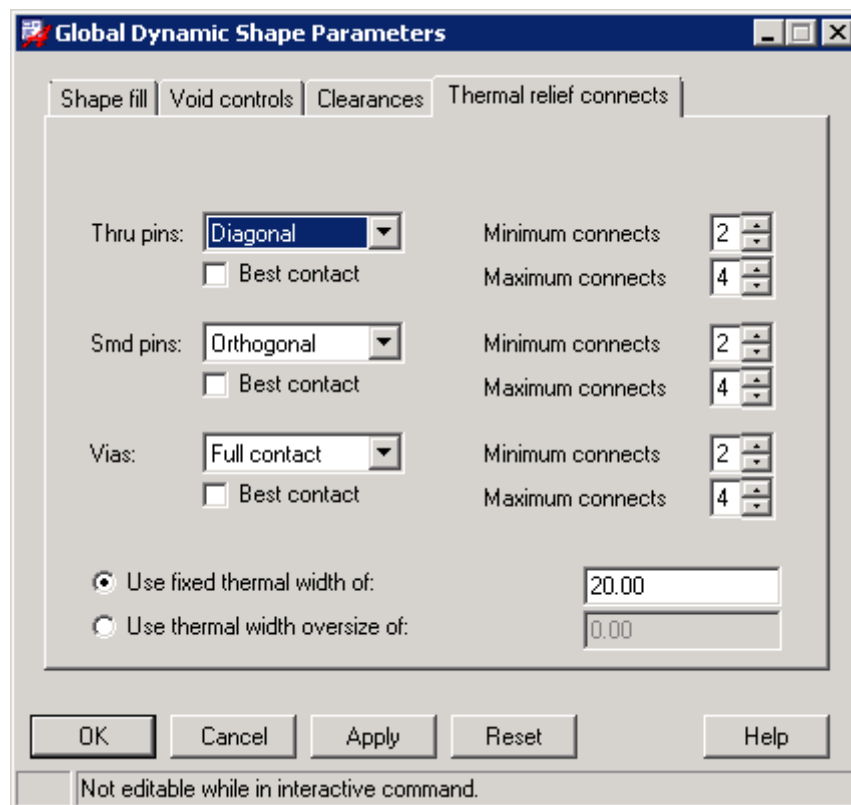 Global Dynamic Shape Parameters
Shape fill Void controls Clearances Thermal relief connects
Thru pins: Diagonal Minimum connects 2
Best contact Maximum connects 4
Smd pins: Orthogonal Minimum connects 2
Best contact Maximum connects 4
Vias: Full contact Minimum connects 2
Best contact Maximum connects 4
Use fixed thermal width of: 20.00
Use thermal width oversize of: 0.00
OK Cancel Apply Reset Help
Not editable while in interactive command.